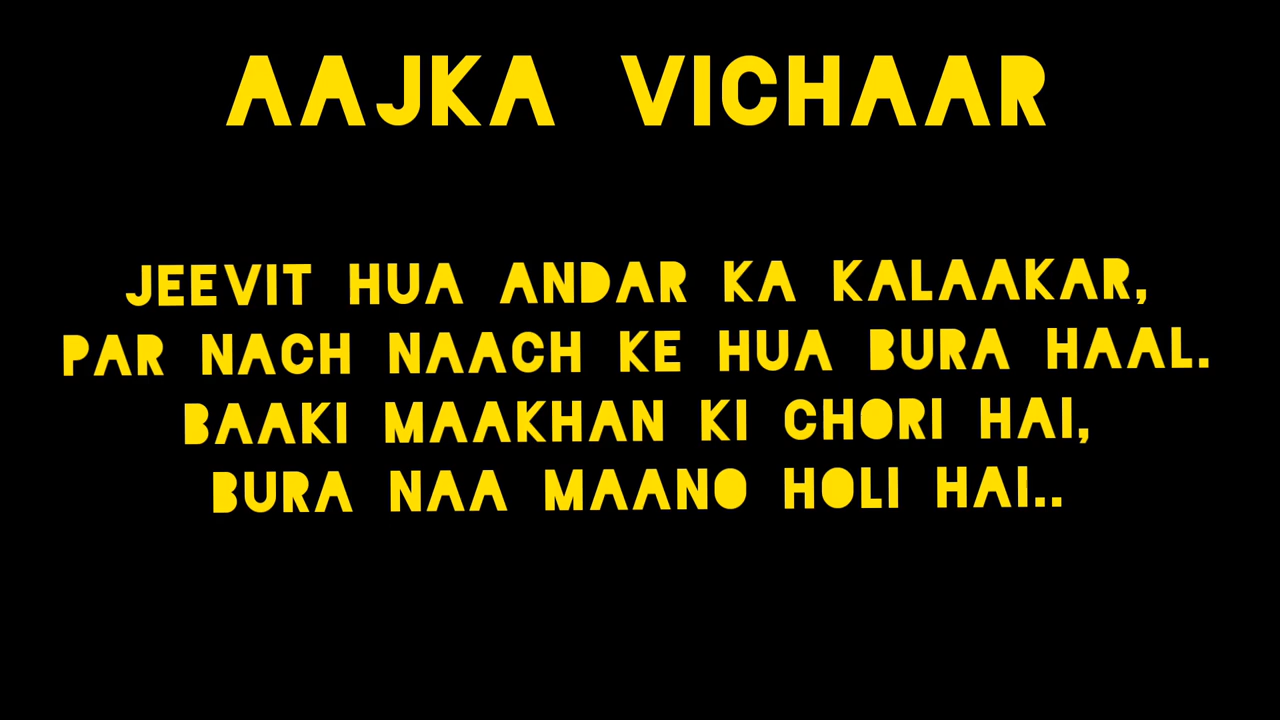 AAJKA VICHAAR
JEEVIT HUA ANDAR KA KALAAKAR,
PAR NACH NAACH KE HUA BURA HAAL.
BAAKI MAAKHAN KI CHORI HAI,
BURA NAA MAANO HOLI HAI..